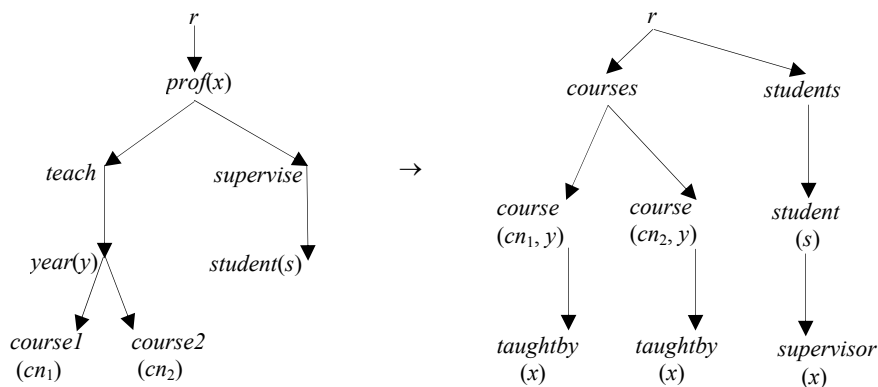 r
prof(x)
teach supervise
year(y) student(s)
course1 course2
(cn₁) (cn₂)
→
r
courses students
course course student
(cn₁, y) (cn₂, y) (s)
taughtby taughtby supervisor
(x) (x) (x)